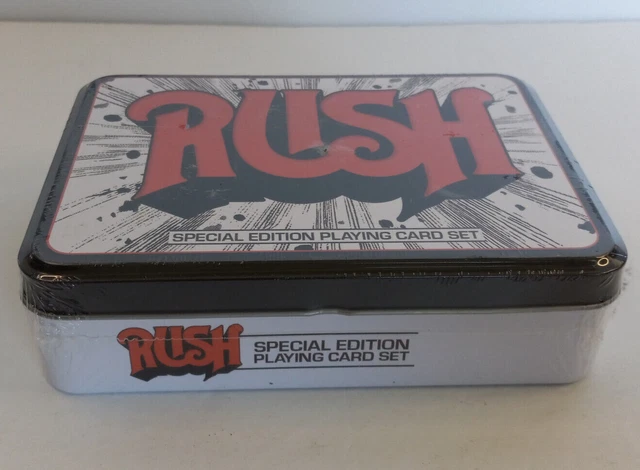 RUSH
SPECIAL EDITION PLAYING CARD SET
RUSH
SPECIAL EDITION
PLAYING CARD SET